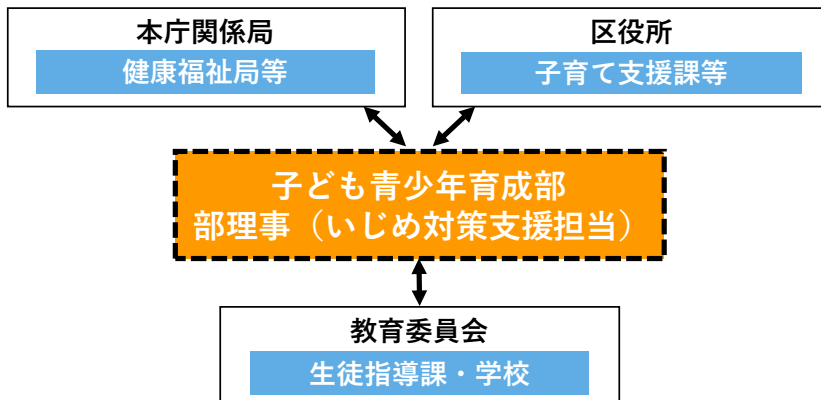 本庁関係局
健康福祉局等
区役所
子育て支援課等
子ども青少年育成部
部理事（いじめ対策支援担当）
教育委員会
生徒指導課・学校